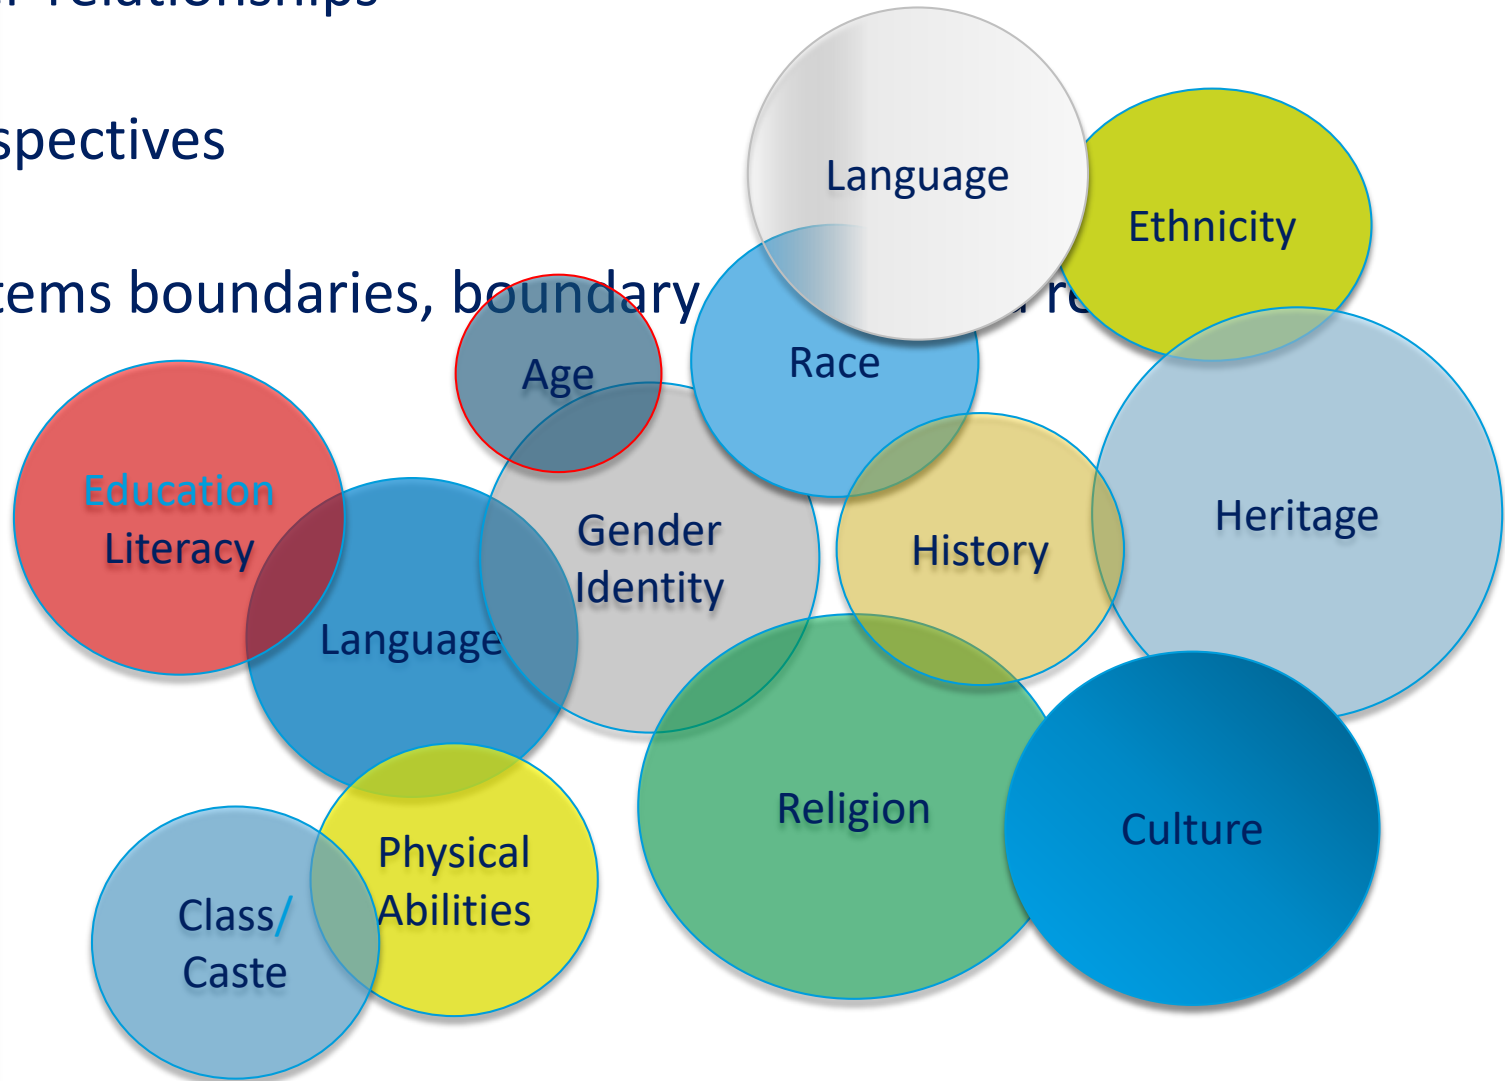 relationships
spectives
tems boundaries, boundary
Language
Ethnicity
Age
Race
Education
Literacy
Gender
Identity
History
Heritage
Language
Religion
Culture
Physical
Abilities
Class/
Caste